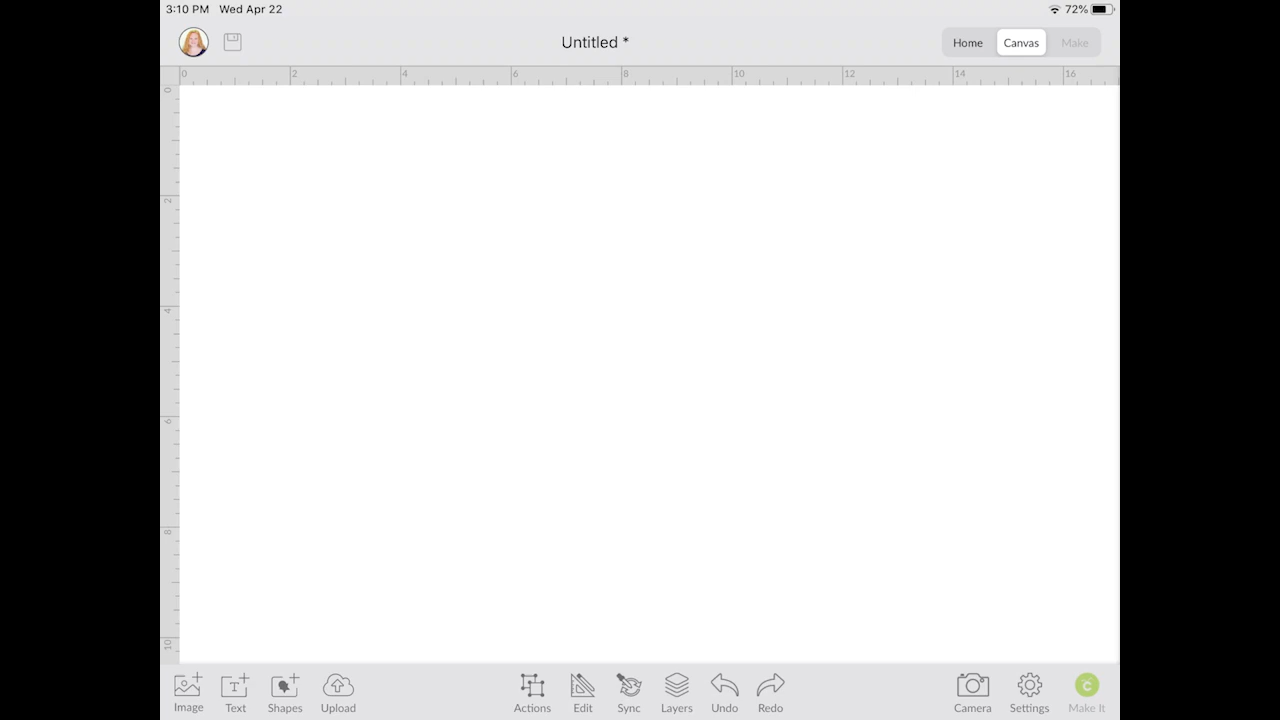 3:10 PM Wed Apr 22 72%
Untitled *
Home Canvas Make
0 2 4 6 8 10 12 14 16
0
2
4
6
8
10
Image Text Shapes Upload Actions Edit Sync Layers Undo Redo Camera Settings Make It